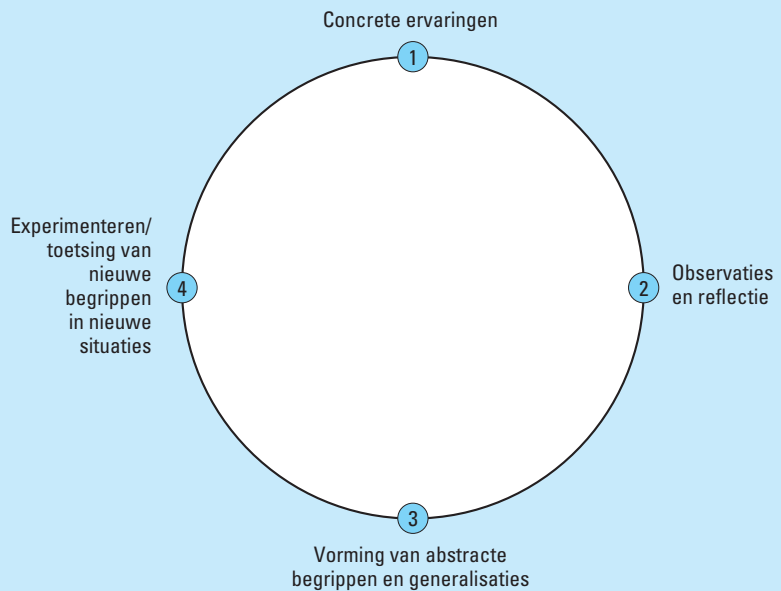 Concrete ervaringen
1
Observaties
en reflectie
2
Vorming van abstracte
begrippen en generalisaties
3
Experimenteren/
toetsing van
nieuwe
begrippen
in nieuwe
situaties
4